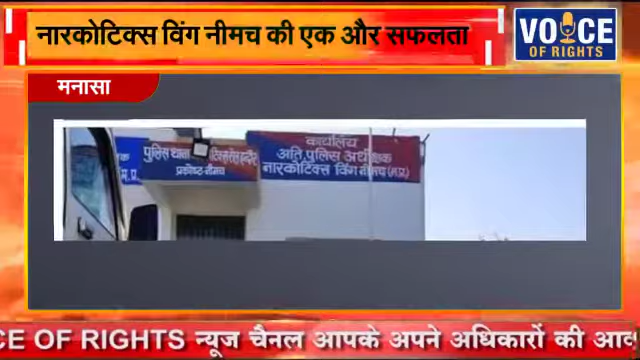 नारकोटिक्स विंग नीमच की एक और सफलता
VOICE
OF RIGHTS
मनासा
कार्यालय
अति. पुलिस अधीक्षक
नारकोटिक्स विंग नीमच (म.प्र.)
पुलिस थाना
प्रकोष्ठ-नीमच
CE OF RIGHTS न्यूज चैनल आपके अपने अधिकारों की